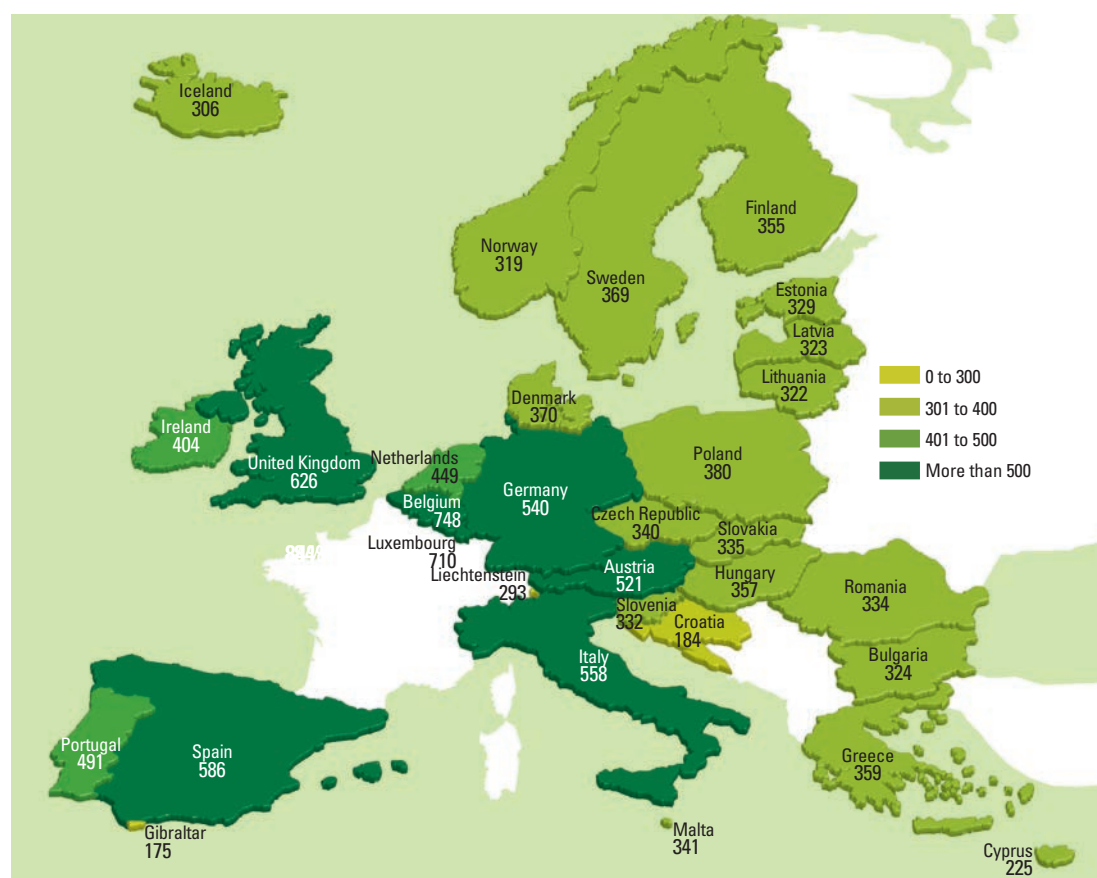 Iceland
306
Norway
319
Sweden
369
Finland
355
Estonia
329
Latvia
323
Lithuania
322
0 to 300
301 to 400
401 to 500
More than 500
Denmark
370
Ireland
404
United Kingdom
626
Netherlands
449
Belgium
748
Germany
540
Poland
380
Czech Republic
340
Slovakia
335
Luxembourg
710
Liechtenstein
293
Austria
521
Hungary
357
Slovenia
332
Croatia
184
Romania
334
Bulgaria
324
Italy
558
Portugal
491
Spain
586
Greece
359
Gibraltar
175
Malta
341
Cyprus
225